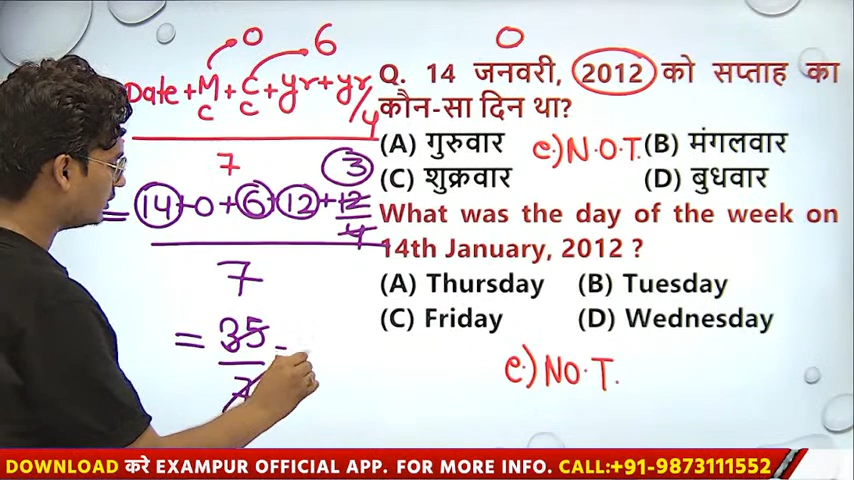 0 6 0
Date + M + C + yr + yr/4
c c
7
Q. 14 जनवरी, 2012 को सप्ताह का
कौन-सा दिन था?
(A) गुरुवार (B) मंगलवार
e.) N.O.T.
(C) शुक्रवार (D) बुधवार
What was the day of the week on
14th January, 2012 ?
(A) Thursday (B) Tuesday
(C) Friday (D) Wednesday
e.) NO.T.
3
= 14+0+6+12+12/4
7
= 35/7 =
DOWNLOAD करे EXAMPUR OFFICIAL APP. FOR MORE INFO. CALL:+91-9873111552